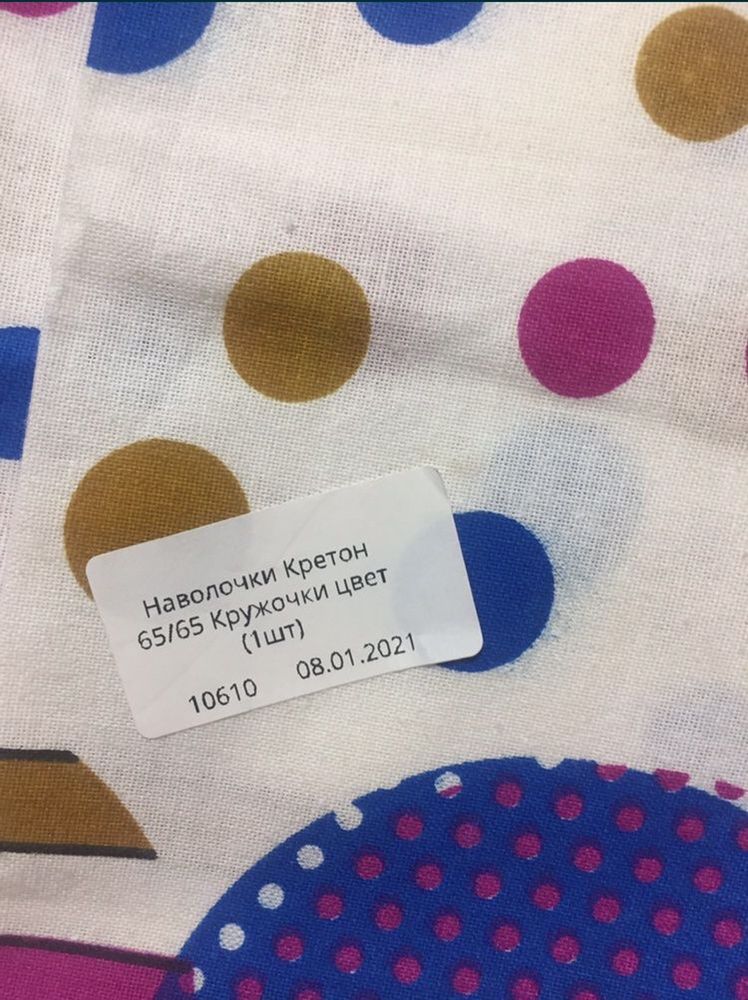 Наволочки Кретон
65/65 Кружочки цвет
(1шт)
10610 08.01.2021